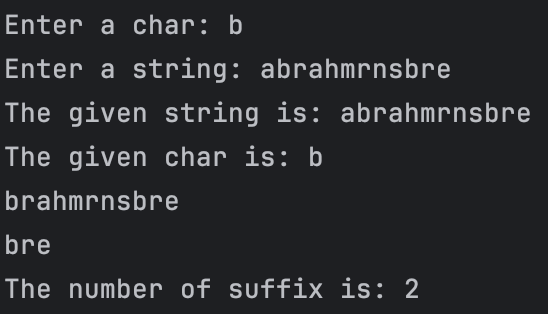 Enter a char: b
Enter a string: abrahmrnsbre
The given string is: abrahmrnsbre
The given char is: b
brahmrnsbre
bre
The number of suffix is: 2